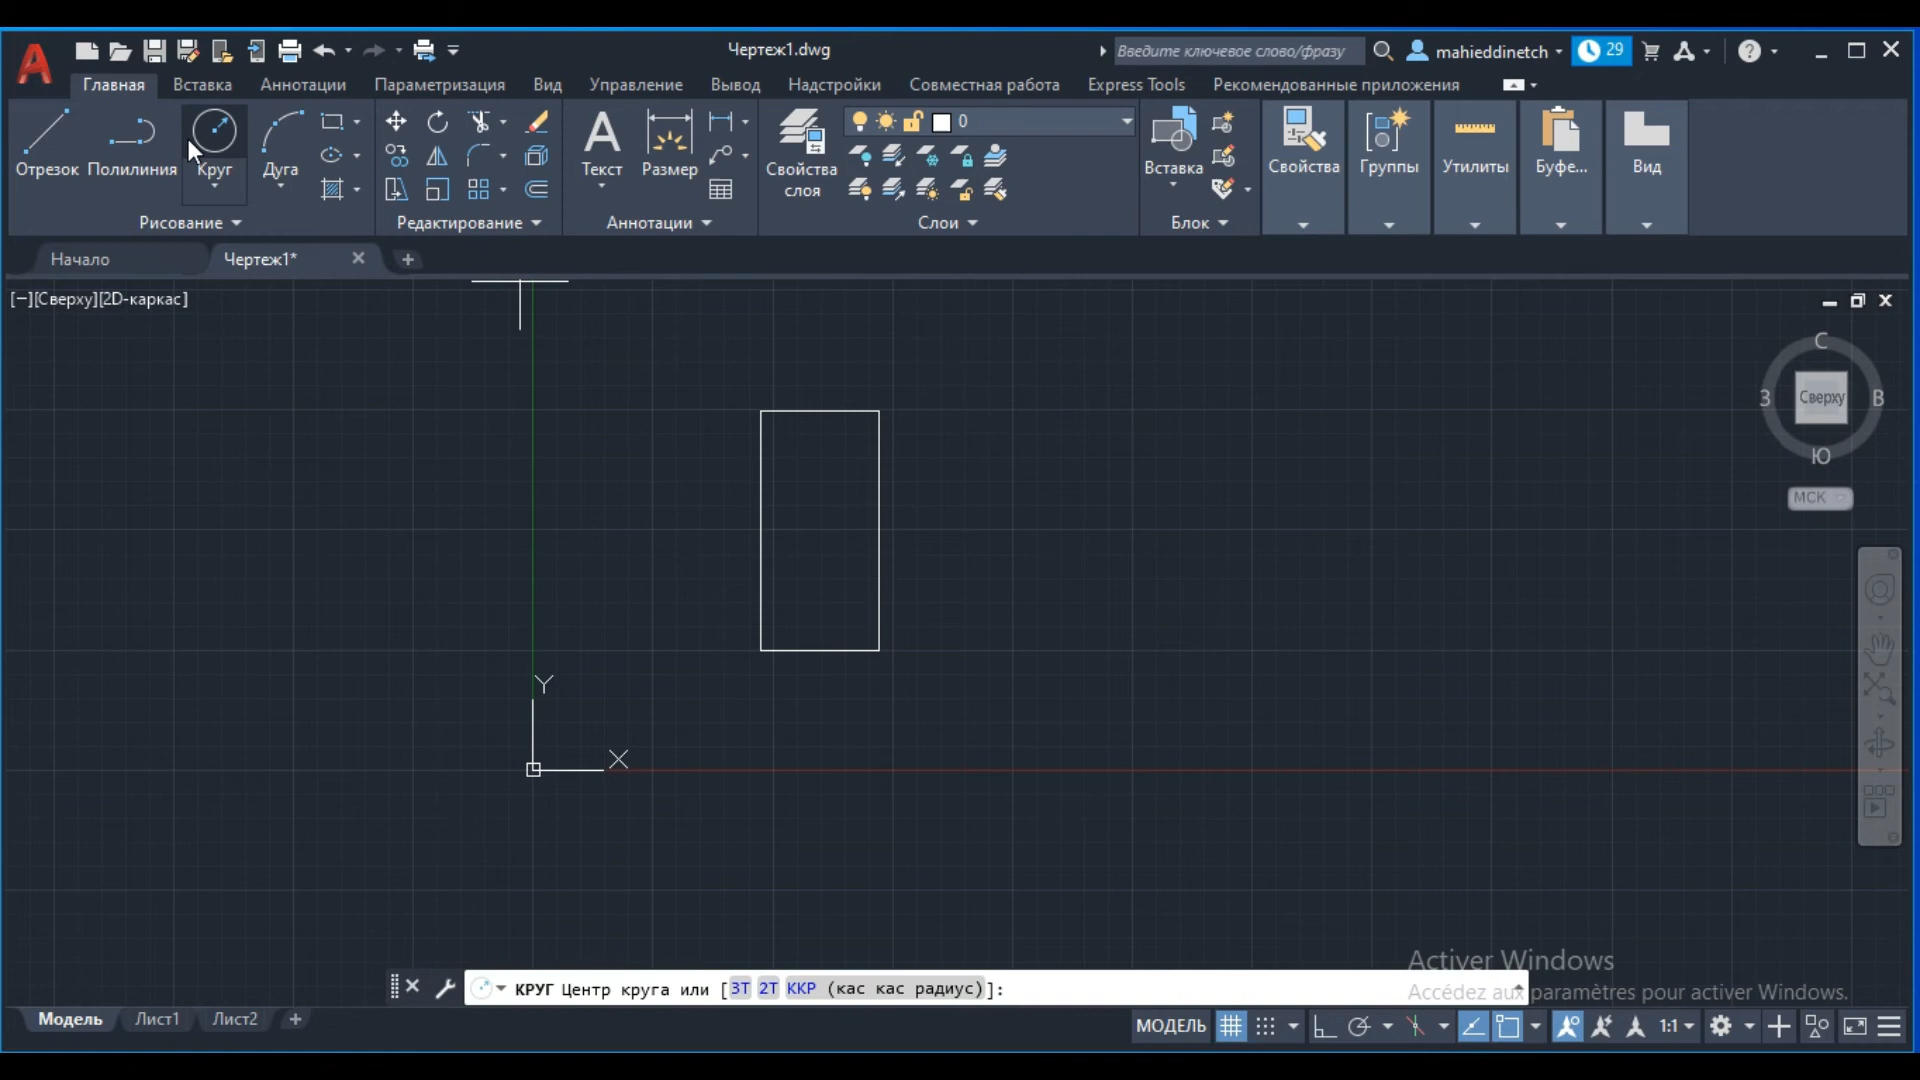 Чертеж1.dwg
Введите ключевое слово/фразу
mahieddinetch
29
Главная Вставка Аннотации Параметризация Вид Управление Вывод Надстройки Совместная работа Express Tools Рекомендованные приложения
Отрезок Полилиния Круг Дуга
Рисование
Редактирование
Текст Размер
Аннотации
Свойства
слоя
0
Слои
Вставка
Блок
Свойства Группы Утилиты Буфе... Вид
Начало Чертеж1*
[−][Сверху][2D-каркас]
С
З Сверху В
Ю
МСК
Y
X
Activer Windows
Accédez aux paramètres pour activer Windows.
КРУГ Центр круга или [3Т 2Т ККР (кас кас радиус)]:
Модель Лист1 Лист2
МОДЕЛЬ
1:1